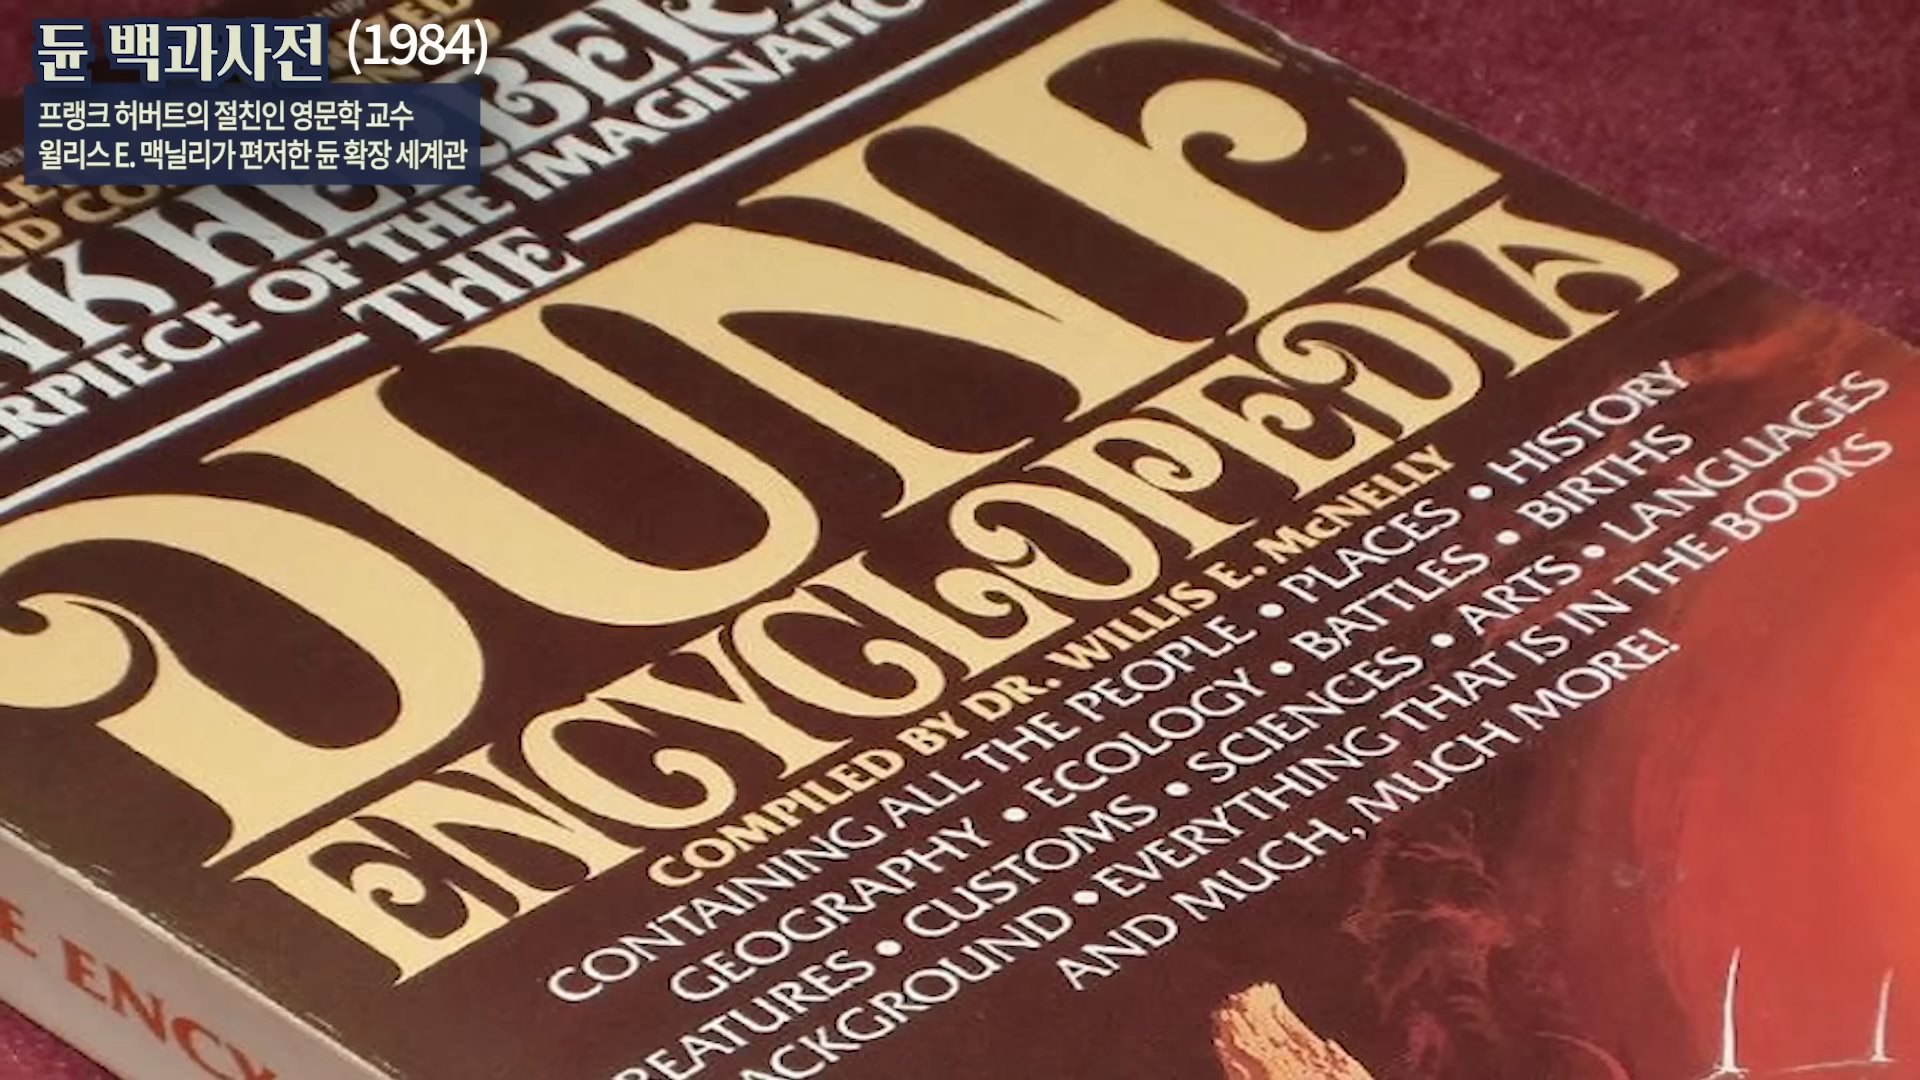 듄 백과사전 (1984)
프랭크 허버트의 절친인 영문학 교수
윌리스 E. 맥닐리가 편저한 듄 확장 세계관
OF THE IMAGINATIO
THE
DUNE
ENCYCLOPEDIA
COMPILED BY DR. WILLIS E. McNELLY
CONTAINING ALL THE PEOPLE • PLACES • HISTORY
GEOGRAPHY • ECOLOGY • BATTLES • BIRTHS
REATURES • CUSTOMS • SCIENCES • ARTS • LANGUAGES
ACKGROUND • EVERYTHING THAT IS IN THE BOOKS
AND MUCH, MUCH MORE!
E ENCY